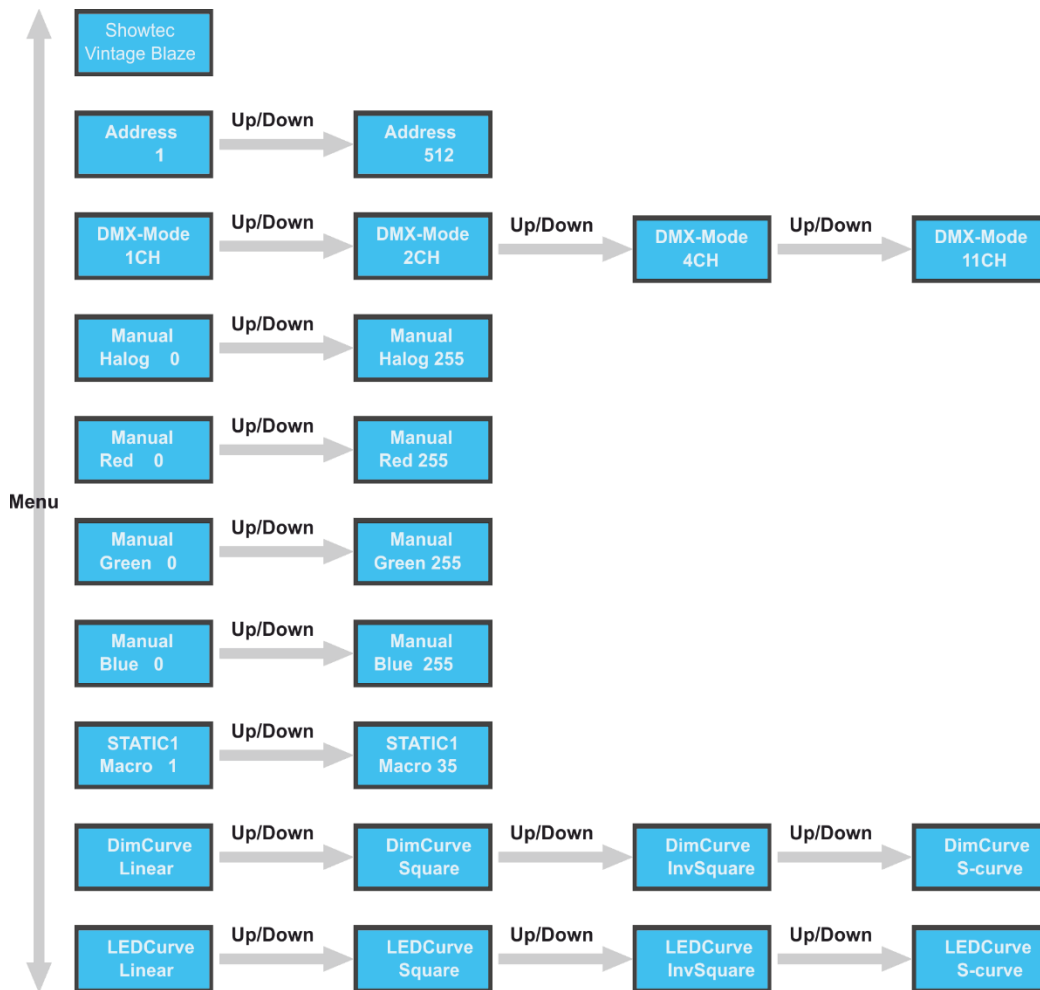 Showtec
Vintage Blaze
Up/Down
Address
1
Address
512
Up/Down
Up/Down
Up/Down
DMX-Mode
1CH
DMX-Mode
2CH
DMX-Mode
4CH
DMX-Mode
11CH
Up/Down
Manual
Halog 0
Manual
Halog 255
Up/Down
Manual
Red 0
Manual
Red 255
Menu
Up/Down
Manual
Green 0
Manual
Green 255
Up/Down
Manual
Blue 0
Manual
Blue 255
Up/Down
STATIC1
Macro 1
STATIC1
Macro 35
Up/Down
Up/Down
Up/Down
DimCurve
Linear
DimCurve
Square
DimCurve
InvSquare
DimCurve
S-curve
Up/Down
Up/Down
Up/Down
LEDCurve
Linear
LEDCurve
Square
LEDCurve
InvSquare
LEDCurve
S-curve